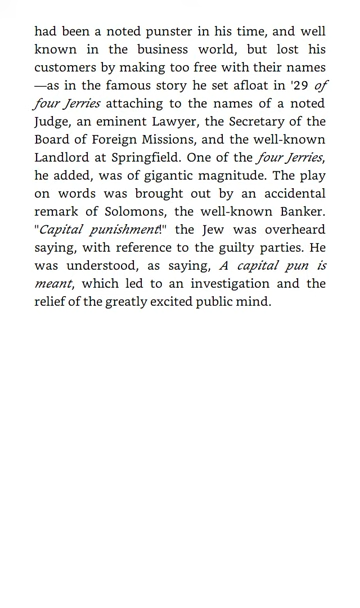 had been a noted punster in his time, and well
known in the business world, but lost his
customers by making too free with their names
—as in the famous story he set afloat in '29 of
four Jerries attaching to the names of a noted
Judge, an eminent Lawyer, the Secretary of the
Board of Foreign Missions, and the well-known
Landlord at Springfield. One of the four Jerries,
he added, was of gigantic magnitude. The play
on words was brought out by an accidental
remark of Solomons, the well-known Banker.
"Capital punishment!" the Jew was overheard
saying, with reference to the guilty parties. He
was understood, as saying, A capital pun is
meant, which led to an investigation and the
relief of the greatly excited public mind.